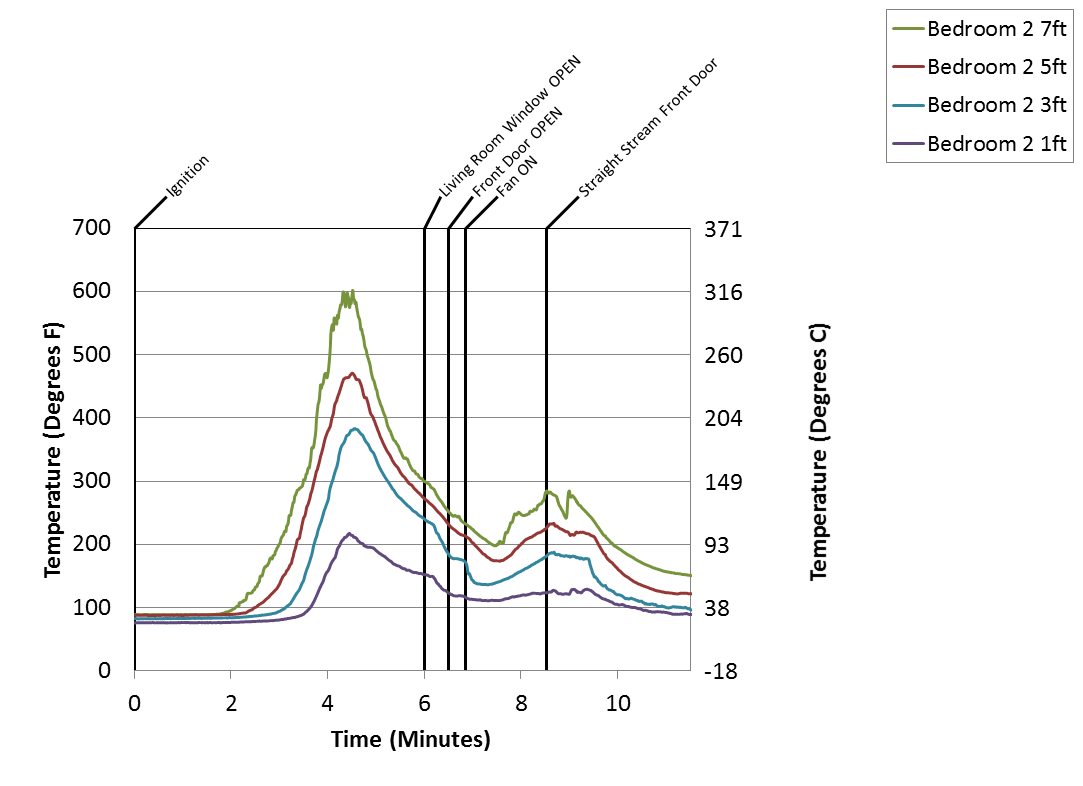 Bedroom 2 7ft
Bedroom 2 5ft
Bedroom 2 3ft
Bedroom 2 1ft
Ignition
Living Room Window OPEN
Front Door OPEN
Fan ON
Straight Stream Front Door
700
600
500
400
300
200
100
0
Temperature (Degrees F)
371
316
260
204
149
93
38
-18
Temperature (Degrees C)
0 2 4 6 8 10
Time (Minutes)